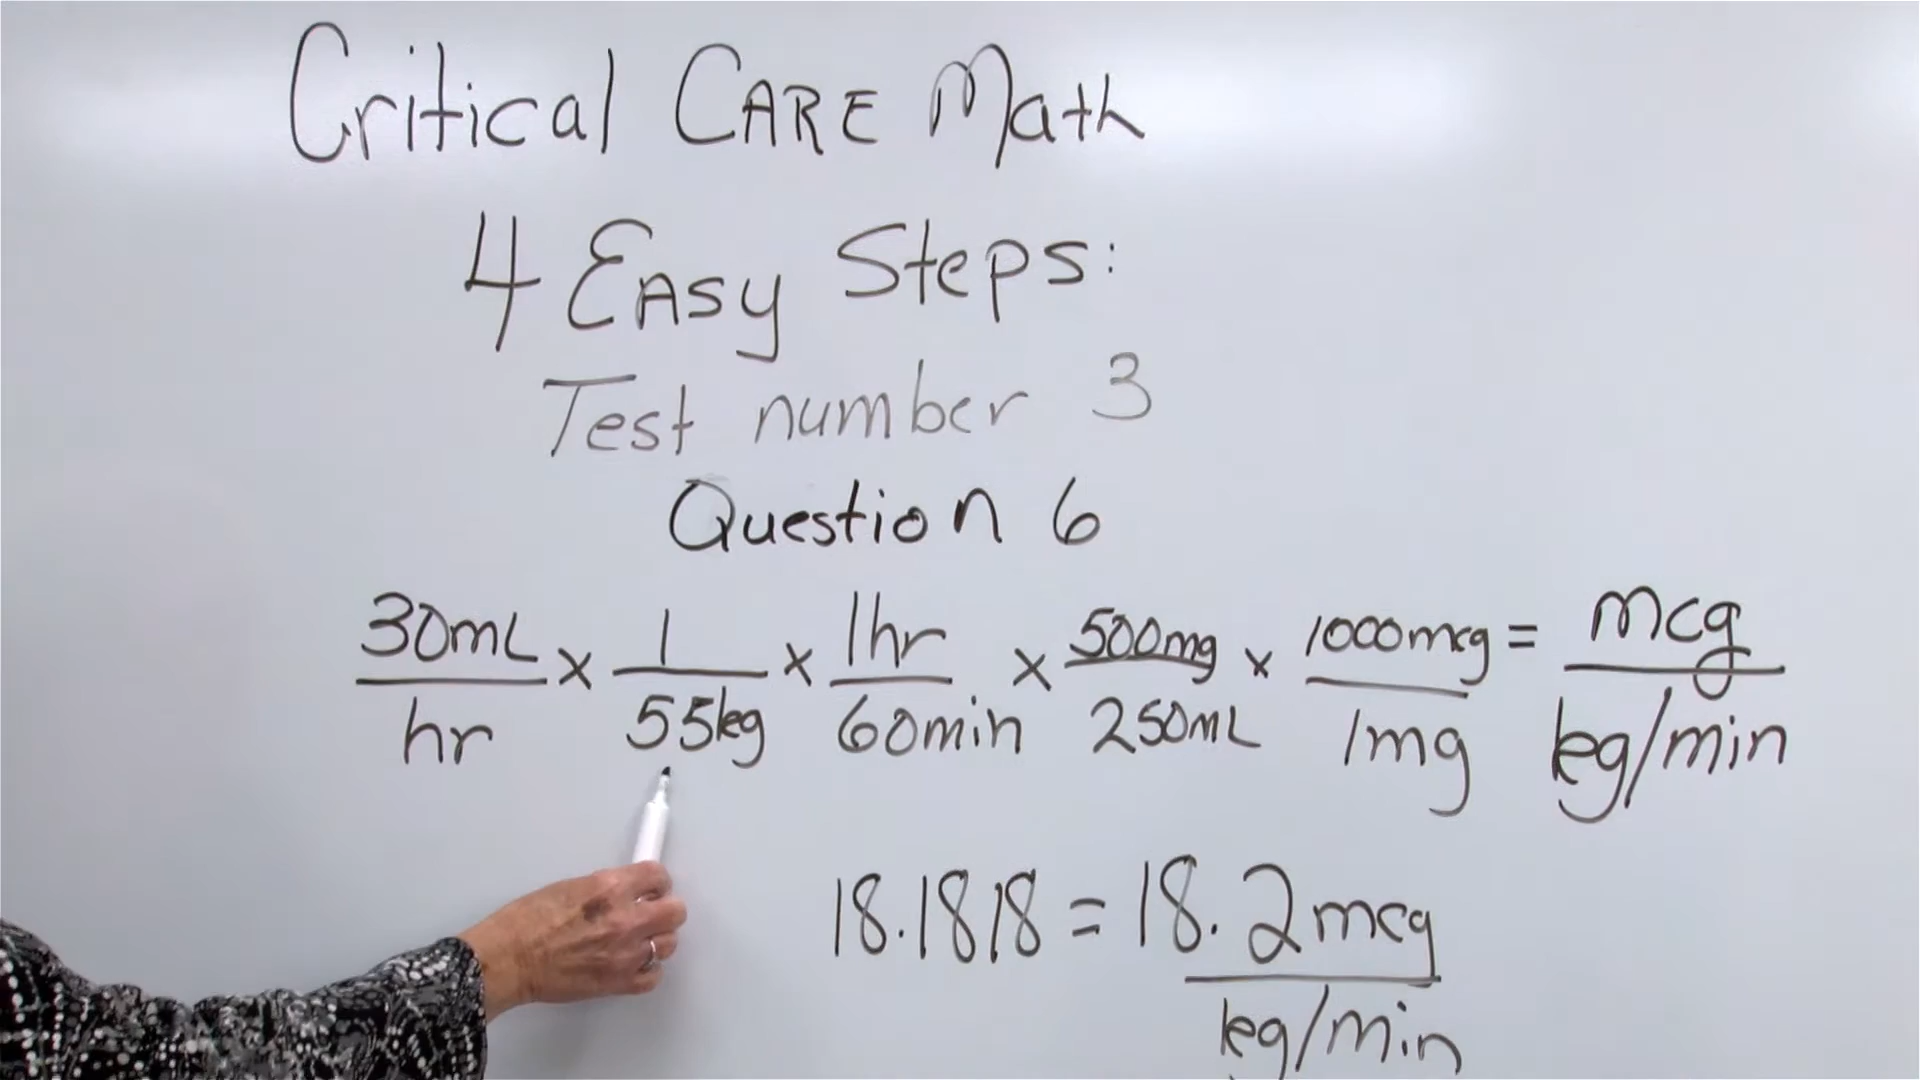 Critical CARE Math
4 Easy Steps:
Test number 3
Question 6
30mL/hr × 1/55kg × 1hr/60min × 500mg/250mL × 1000mcg/1mg = mcg/kg/min
18.1818 = 18.2mcg/kg/min